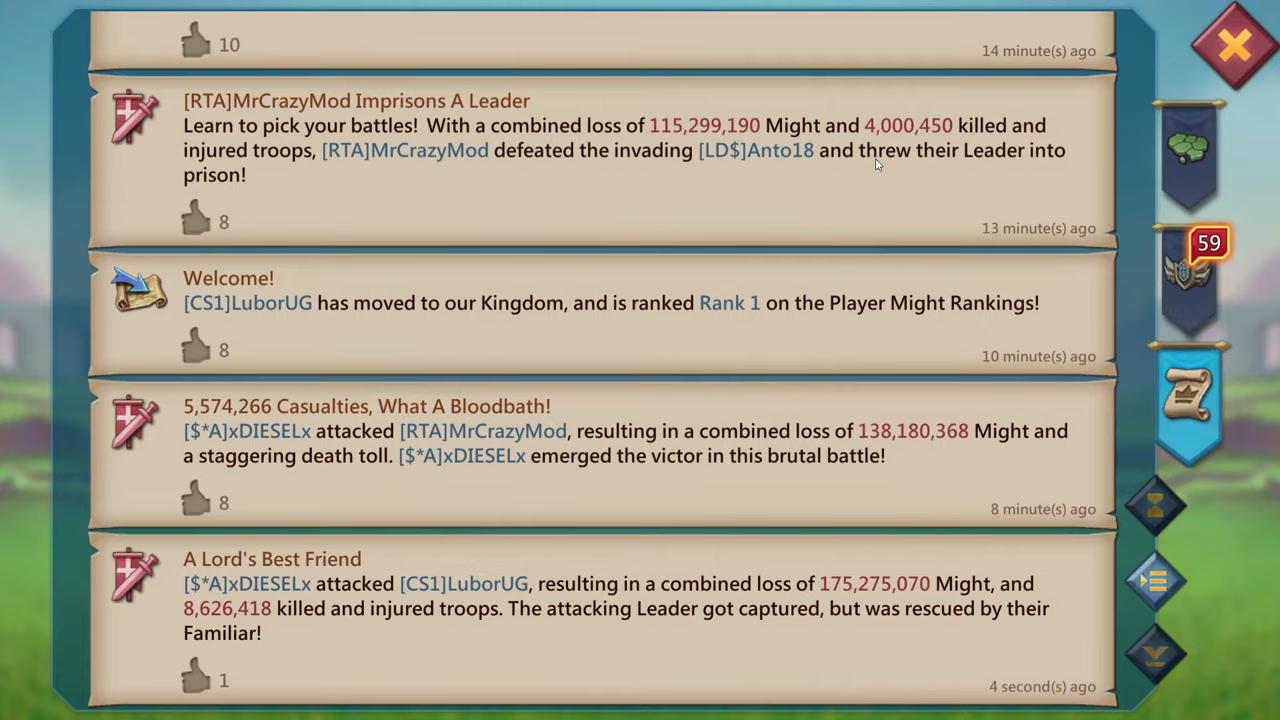 10
14 minute(s) ago
[RTA]MrCrazyMod Imprisons A Leader
Learn to pick your battles! With a combined loss of 115,299,190 Might and 4,000,450 killed and
injured troops, [RTA]MrCrazyMod defeated the invading [LD$]Anto18 and threw their Leader into
prison!
8
13 minute(s) ago
59
Welcome!
[CS1]LuborUG has moved to our Kingdom, and is ranked Rank 1 on the Player Might Rankings!
8
10 minute(s) ago
5,574,266 Casualties, What A Bloodbath!
[$*A]xDIESELx attacked [RTA]MrCrazyMod, resulting in a combined loss of 138,180,368 Might and
a staggering death toll. [$*A]xDIESELx emerged the victor in this brutal battle!
8
8 minute(s) ago
A Lord's Best Friend
[$*A]xDIESELx attacked [CS1]LuborUG, resulting in a combined loss of 175,275,070 Might, and
8,626,418 killed and injured troops. The attacking Leader got captured, but was rescued by their
Familiar!
1
4 second(s) ago